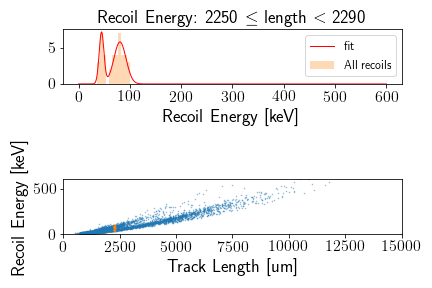 Recoil Energy: 2250 ≤ length < 2290
5
0
fit
All recoils
0 100 200 300 400 500 600
Recoil Energy [keV]
Recoil Energy [keV]
500
0
0 2500 5000 7500 10000 12500 15000
Track Length [um]